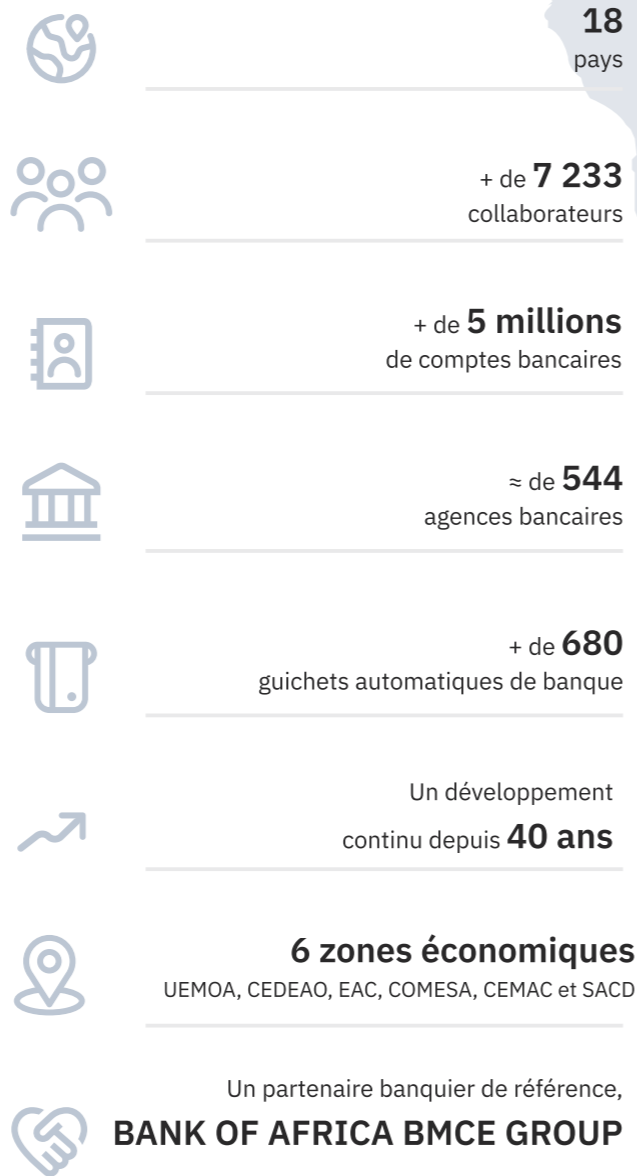 18
pays
+ de 7 233
collaborateurs
+ de 5 millions
de comptes bancaires
≈ de 544
agences bancaires
+ de 680
guichets automatiques de banque
Un développement
continu depuis 40 ans
6 zones économiques
UEMOA, CEDEAO, EAC, COMESA, CEMAC et SACD
Un partenaire banquier de référence,
BANK OF AFRICA BMCE GROUP